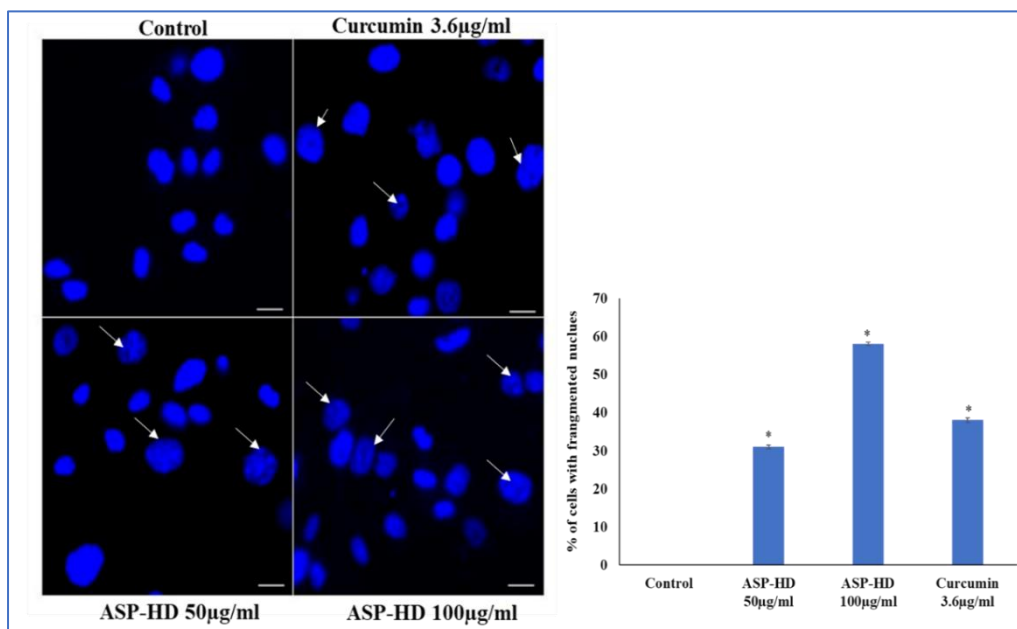 Control
Curcumin 3.6µg/ml
ASP-HD 50µg/ml
ASP-HD 100µg/ml
% of cells with frangmented nuclues
70
60
50
40
30
20
10
0
*
*
*
Control
ASP-HD
50µg/ml
ASP-HD
100µg/ml
Curcumin
3.6µg/ml